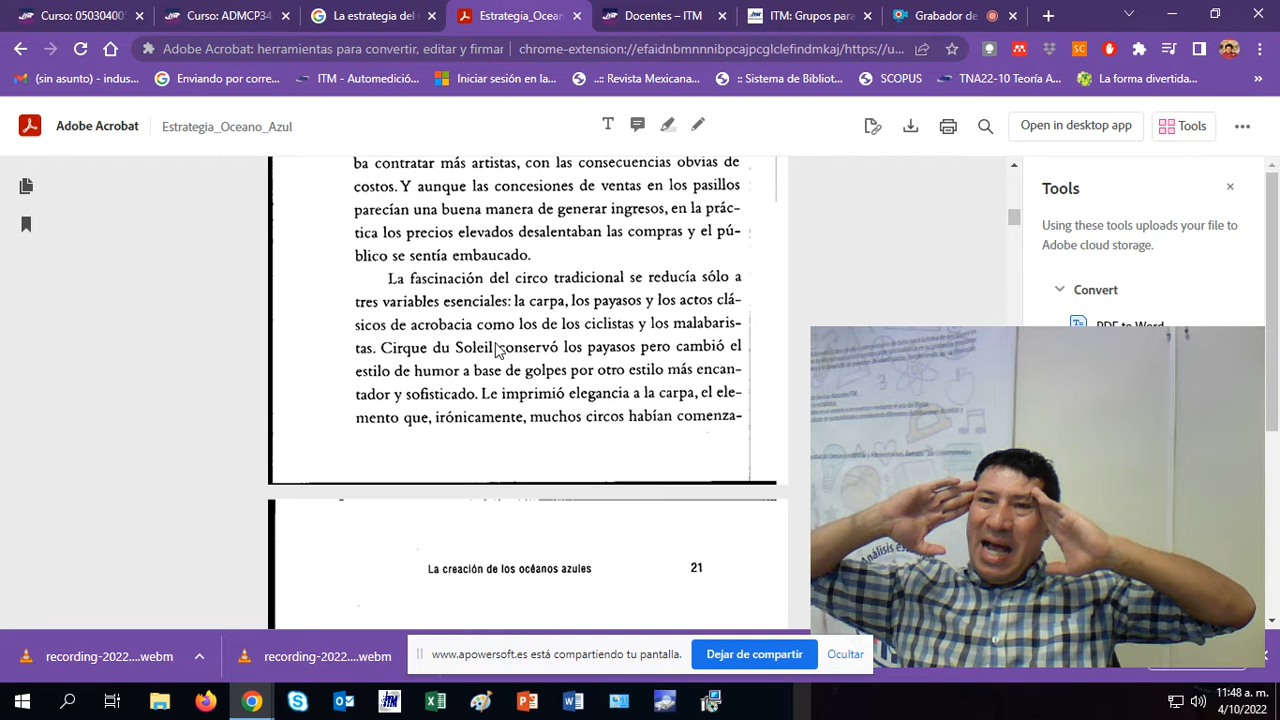 Curso: 05030400
Curso: ADMCP34
La estrategia del
Estrategia_Ocean
Docentes – ITM
ITM: Grupos para
Grabador de
Adobe Acrobat: herramientas para convertir, editar y firmar
chrome-extension://efaidnbmnnnibpcajpcglclefindmkaj/https://u...
(sin asunto) - indus...
Enviando por corre...
ITM - Automedició...
Iniciar sesión en la...
..: Revista Mexicana...
:: Sistema de Bibliot...
SCOPUS
TNA22-10 Teoría A...
La forma divertida...
Adobe Acrobat
Estrategia_Oceano_Azul
Open in desktop app
Tools
ba contratar más artistas, con las consecuencias obvias de
costos. Y aunque las concesiones de ventas en los pasillos
parecían una buena manera de generar ingresos, en la prác-
tica los precios elevados desalentaban las compras y el pú-
blico se sentía embaucado.
La fascinación del circo tradicional se reducía sólo a
tres variables esenciales: la carpa, los payasos y los actos clá-
sicos de acrobacia como los de los ciclistas y los malabaris-
tas. Cirque du Soleil conservó los payasos pero cambió el
estilo de humor a base de golpes por otro estilo más encan-
tador y sofisticado. Le imprimió elegancia a la carpa, el ele-
mento que, irónicamente, muchos circos habían comenza-
La creación de los océanos azules
21
Tools
Using these tools uploads your file to
Adobe cloud storage.
Convert
PDF to Word
recording-2022....webm
recording-2022....webm
www.apowersoft.es está compartiendo tu pantalla.
Dejar de compartir
Ocultar
11:48 a. m.
4/10/2022